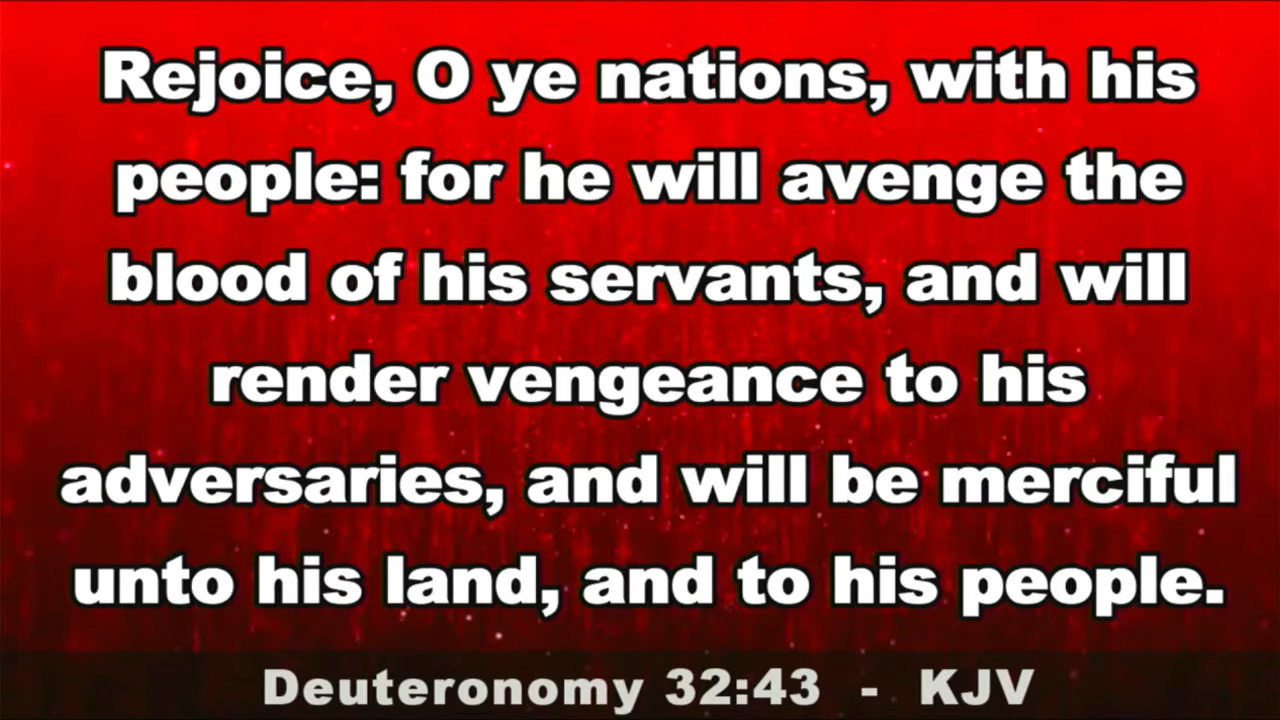 Rejoice, O ye nations, with his
people: for he will avenge the
blood of his servants, and will
render vengeance to his
adversaries, and will be merciful
unto his land, and to his people.
Deuteronomy 32:43 - KJV